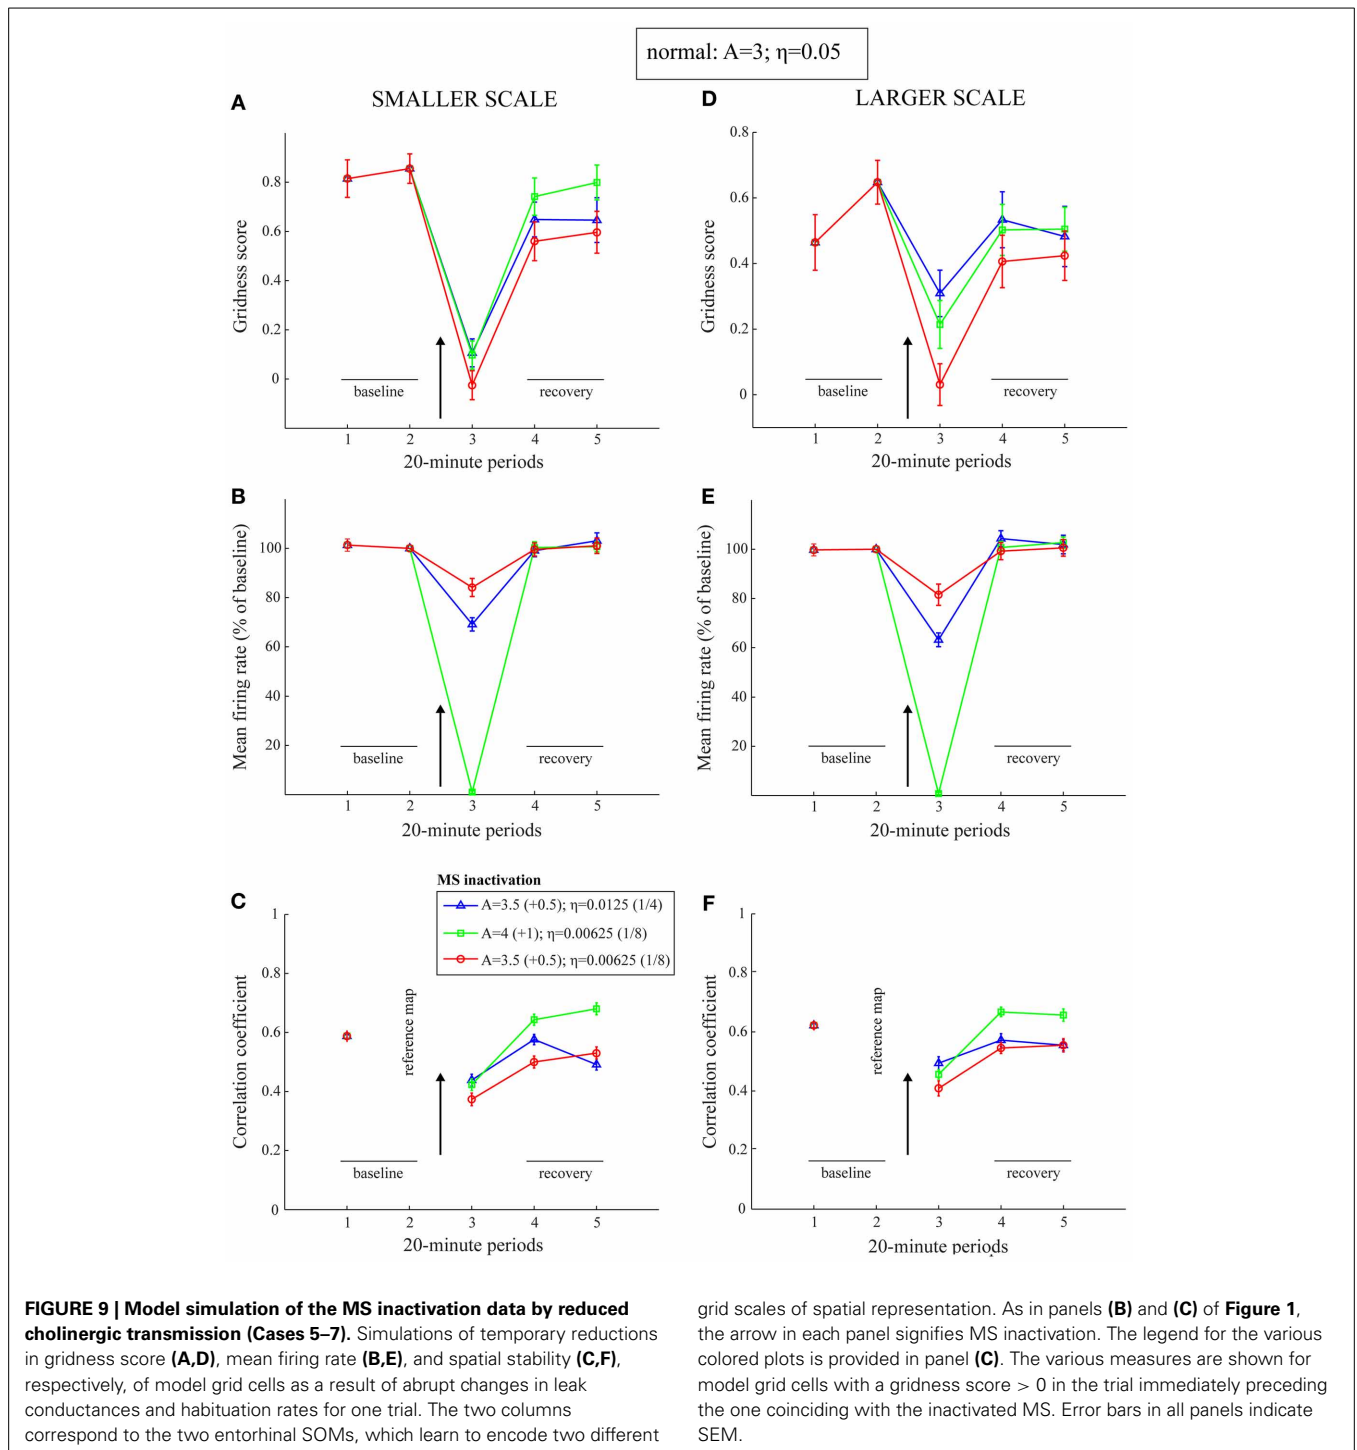 normal: A=3; η=0.05
A
SMALLER SCALE
Gridness score
0.8
0.6
0.4
0.2
0
baseline
recovery
1 2 3 4 5
20-minute periods
D
LARGER SCALE
Gridness score
0.8
0.6
0.4
0.2
0
baseline
recovery
1 2 3 4 5
20-minute periods
B
Mean firing rate (% of baseline)
100
80
60
40
20
baseline
recovery
1 2 3 4 5
20-minute periods
E
Mean firing rate (% of baseline)
100
80
60
40
20
baseline
recovery
1 2 3 4 5
20-minute periods
C
MS inactivation
A=3.5 (+0.5); η=0.0125 (1/4)
A=4 (+1); η=0.00625 (1/8)
A=3.5 (+0.5); η=0.00625 (1/8)
Correlation coefficient
1
0.8
0.6
0.4
0.2
0
reference map
baseline
recovery
1 2 3 4 5
20-minute periods
F
Correlation coefficient
1
0.8
0.6
0.4
0.2
0
reference map
baseline
recovery
1 2 3 4 5
20-minute periods
FIGURE 9 | Model simulation of the MS inactivation data by reduced
cholinergic transmission (Cases 5–7). Simulations of temporary reductions
in gridness score (A,D), mean firing rate (B,E), and spatial stability (C,F),
respectively, of model grid cells as a result of abrupt changes in leak
conductances and habituation rates for one trial. The two columns
correspond to the two entorhinal SOMs, which learn to encode two different
grid scales of spatial representation. As in panels (B) and (C) of Figure 1,
the arrow in each panel signifies MS inactivation. The legend for the various
colored plots is provided in panel (C). The various measures are shown for
model grid cells with a gridness score > 0 in the trial immediately preceding
the one coinciding with the inactivated MS. Error bars in all panels indicate
SEM.